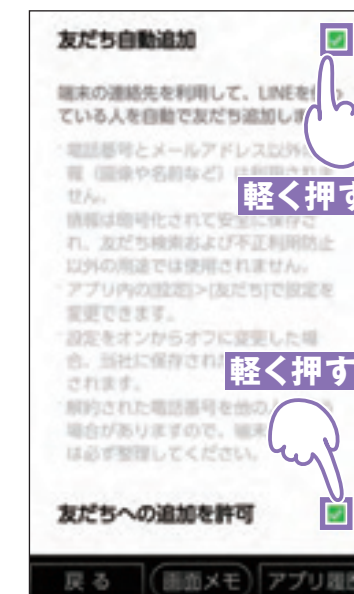 友だち自動追加
端末の連絡先を利用して、LINEを
ている人を自動で友だち追加しま
電話番号とメールアドレス以外
報(画像や名前など)は利用されま
せん。
軽く押す
情報は暗号化されて安全に保存さ
れ、友だち検索および不正利用防止
以外の用途では使用されません。
アプリ内の[設定]>[友だち]で設定を
変更できます。
設定をオンからオフに変更した場
合、当社に保存された
されます。
軽く押す
解約された電話番号を他の
場合がありますので、端末
は必ず整理してください。
友だちへの追加を許可
戻る 画面メモ アプリ履歴